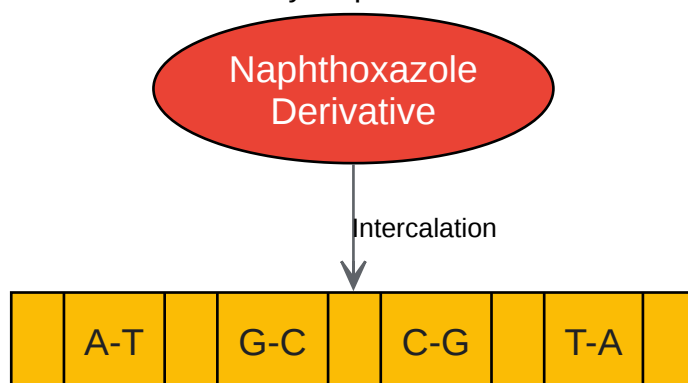 Naphthoxazole
Derivative
Intercalation
A-T G-C C-G T-A